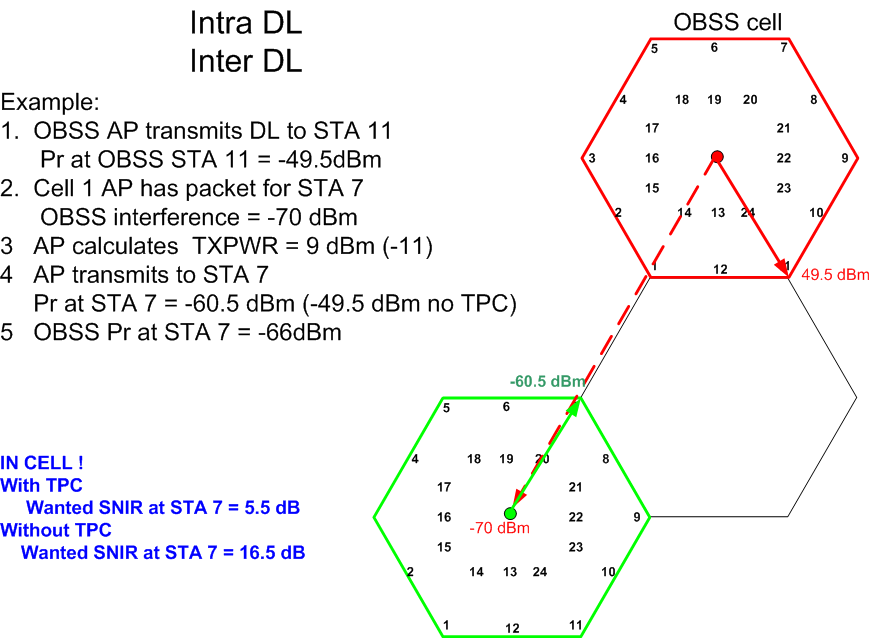 Intra DL
Inter DL
OBSS cell
Example:
1. OBSS AP transmits DL to STA 11
Pr at OBSS STA 11 = -49.5dBm
2. Cell 1 AP has packet for STA 7
OBSS interference = -70 dBm
3 AP calculates TXPWR = 9 dBm (-11)
4 AP transmits to STA 7
Pr at STA 7 = -60.5 dBm (-49.5 dBm no TPC)
5 OBSS Pr at STA 7 = -66dBm
5 6 7
4 18 19 20 8
17 21
3 16 22 9
15 23
2 14 13 24 10
1 12 1
49.5 dBm
-60.5 dBm
5 6
4 18 19 20 8
17 21
16 22 9
-70 dBm
15 23
2 14 13 24 10
1 12 11
IN CELL !
With TPC
Wanted SNIR at STA 7 = 5.5 dB
Without TPC
Wanted SNIR at STA 7 = 16.5 dB